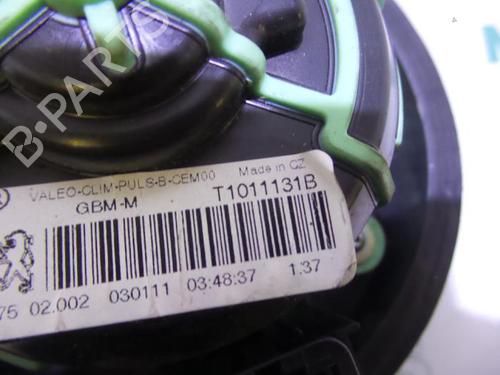 VALEO-CLIM-PULS-B-CEM00 Made in CZ
GBM-M T1011131B
75 02.002 030111 03:48:37 1:37
B-PARTS